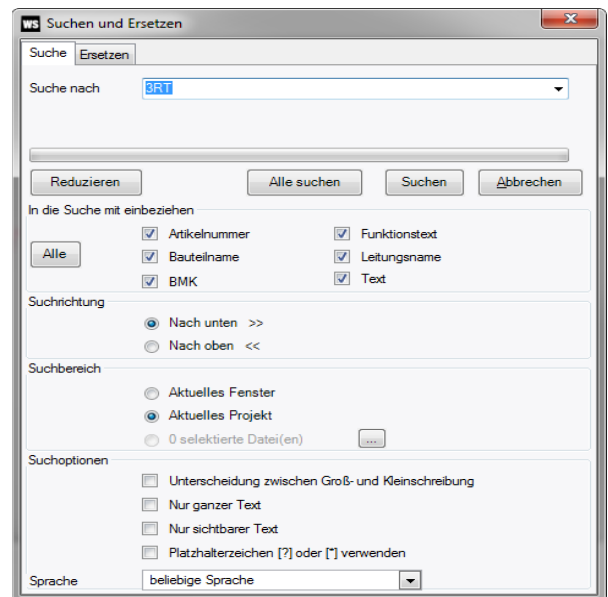 WS Suchen und Ersetzen
Suche Ersetzen
Suche nach 3RT
Reduzieren Alle suchen Suchen Abbrechen
In die Suche mit einbeziehen
Artikelnummer Funktionstext
Alle Bauteilname Leitungsname
BMK Text
Suchrichtung
Nach unten >>
Nach oben <<
Suchbereich
Aktuelles Fenster
Aktuelles Projekt
0 selektierte Datei(en) ...
Suchoptionen
Unterscheidung zwischen Groß- und Kleinschreibung
Nur ganzer Text
Nur sichtbarer Text
Platzhalterzeichen [?] oder [*] verwenden
Sprache beliebige Sprache